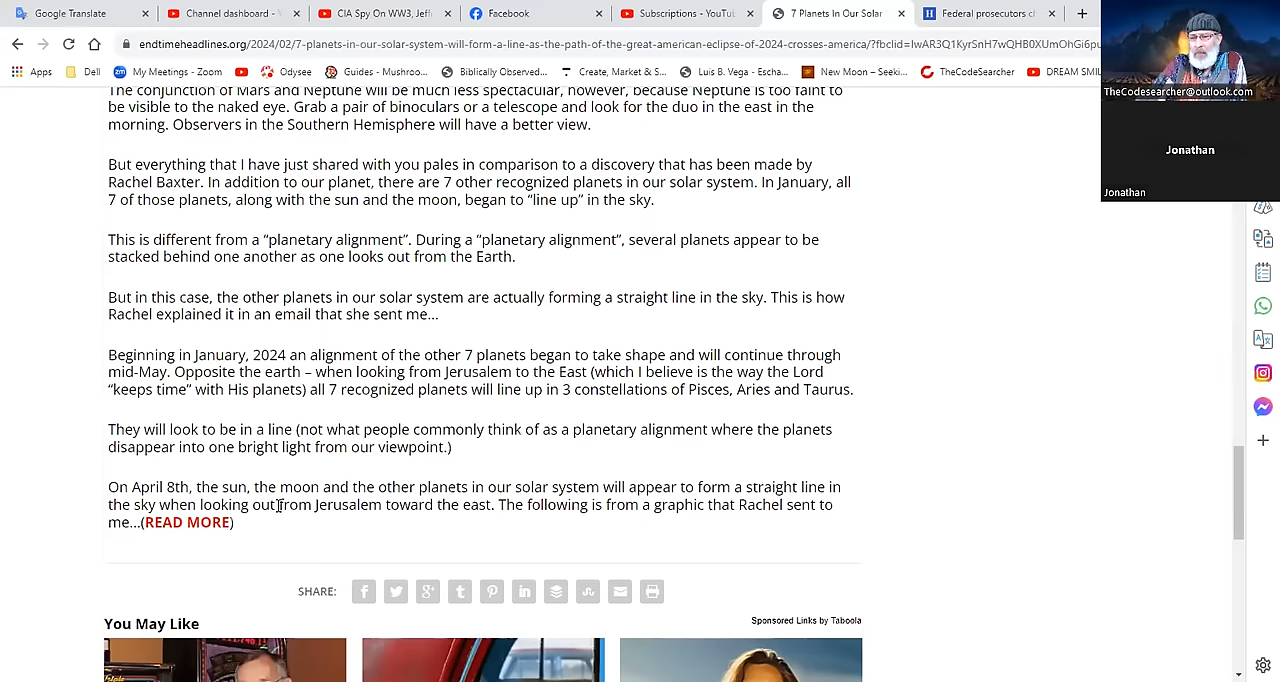 Google Translate
Channel dashboard - Y
CIA Spy On WW3, Jeff
Facebook
Subscriptions - YouTub
7 Planets In Our Solar
Federal prosecutors c
endtimeheadlines.org/2024/02/7-planets-in-our-solar-system-will-form-a-line-as-the-path-of-the-great-american-eclipse-of-2024-crosses-america/?fbclid=IwAR3Q1KyrSnH7wQHB0XUmOhGi6pu
Apps
Dell
My Meetings - Zoom
Odysee
Guides - Mushroo...
Biblically Observed...
Create, Market & S...
Luis B. Vega - Escha...
New Moon – Seeki...
TheCodeSearcher
DREAM SMIL
TheCodesearcher@outlook.com
Jonathan
Jonathan
The conjunction of Mars and Neptune will be much less spectacular, however, because Neptune is too faint to
be visible to the naked eye. Grab a pair of binoculars or a telescope and look for the duo in the east in the
morning. Observers in the Southern Hemisphere will have a better view.
But everything that I have just shared with you pales in comparison to a discovery that has been made by
Rachel Baxter. In addition to our planet, there are 7 other recognized planets in our solar system. In January, all
7 of those planets, along with the sun and the moon, began to “line up” in the sky.
This is different from a “planetary alignment”. During a “planetary alignment”, several planets appear to be
stacked behind one another as one looks out from the Earth.
But in this case, the other planets in our solar system are actually forming a straight line in the sky. This is how
Rachel explained it in an email that she sent me…
Beginning in January, 2024 an alignment of the other 7 planets began to take shape and will continue through
mid-May. Opposite the earth – when looking from Jerusalem to the East (which I believe is the way the Lord
“keeps time” with His planets) all 7 recognized planets will line up in 3 constellations of Pisces, Aries and Taurus.
They will look to be in a line (not what people commonly think of as a planetary alignment where the planets
disappear into one bright light from our viewpoint.)
On April 8th, the sun, the moon and the other planets in our solar system will appear to form a straight line in
the sky when looking out from Jerusalem toward the east. The following is from a graphic that Rachel sent to
me…(READ MORE)
SHARE:
You May Like
Sponsored Links by Taboola